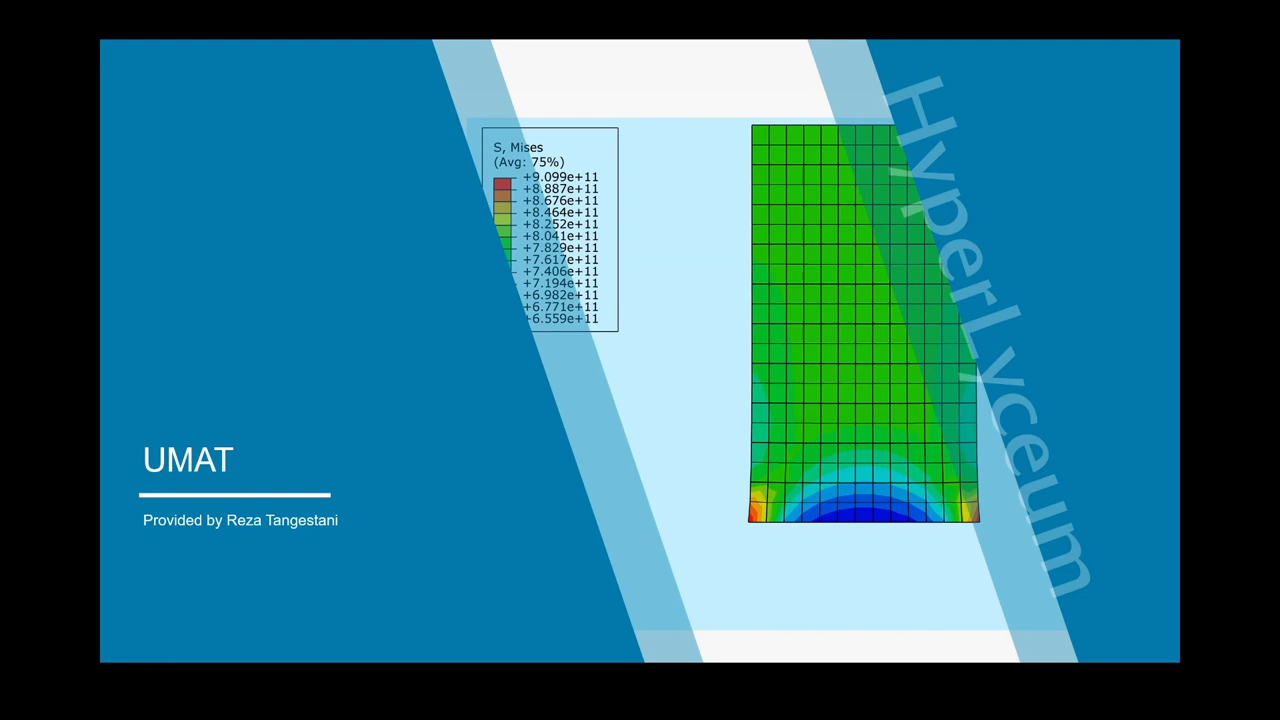 S, Mises
(Avg: 75%)
+9.099e+11
+8.887e+11
+8.676e+11
+8.464e+11
+8.252e+11
+8.041e+11
+7.829e+11
+7.617e+11
+7.406e+11
+7.194e+11
+6.982e+11
+6.771e+11
+6.559e+11
HyperLyceum
UMAT
Provided by Reza Tangestani